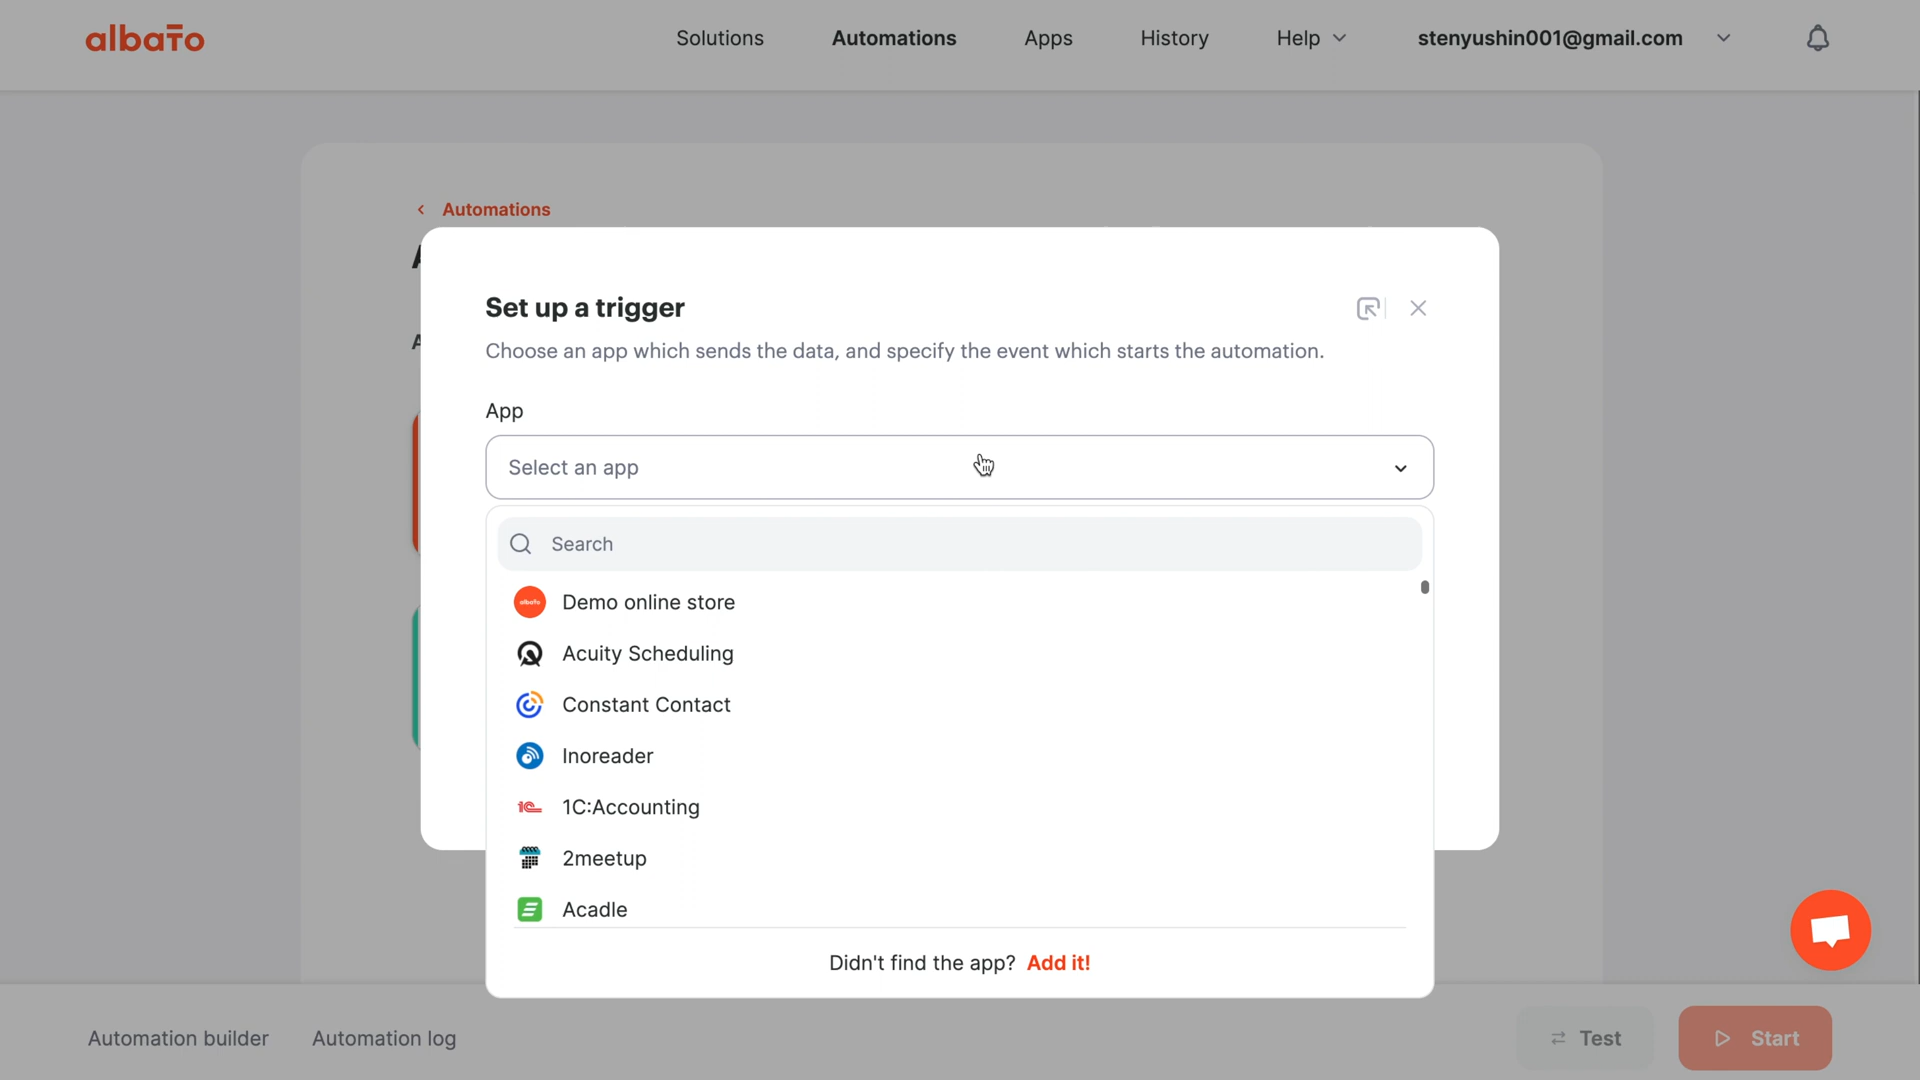 albato
Solutions
Automations
Apps
History
Help
stenyushin001@gmail.com
Automations
Set up a trigger
Choose an app which sends the data, and specify the event which starts the automation.
App
Select an app
Search
albato
Demo online store
Acuity Scheduling
Constant Contact
Inoreader
1C
1C:Accounting
2meetup
Acadle
Didn't find the app? Add it!
Automation builder
Automation log
Test
Start